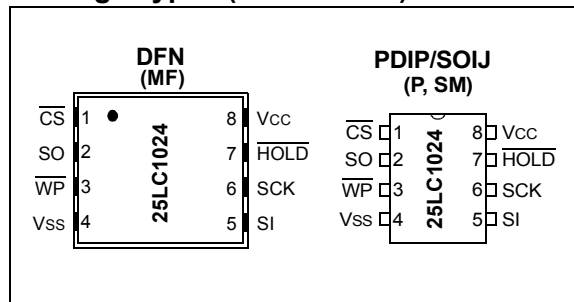 DFN
(MF)
CS 1 8 VCC
SO 2 7 HOLD
WP 3 6 SCK
VSS 4 5 SI
25LC1024
PDIP/SOIJ
(P, SM)
CS 1 8 VCC
SO 2 7 HOLD
WP 3 6 SCK
VSS 4 5 SI
25LC1024